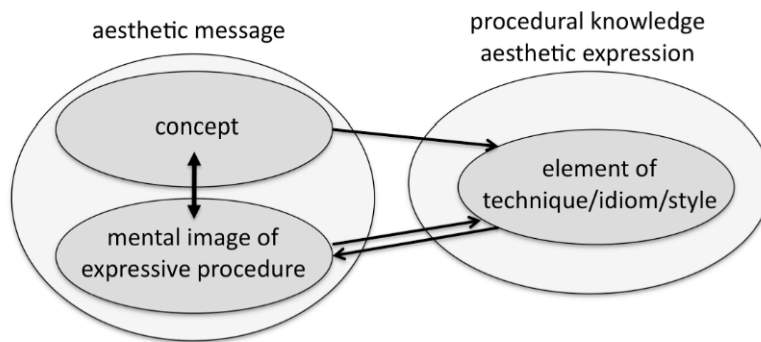 aesthetic message
procedural knowledge
aesthetic expression
concept
element of
technique/idiom/style
mental image of
expressive procedure